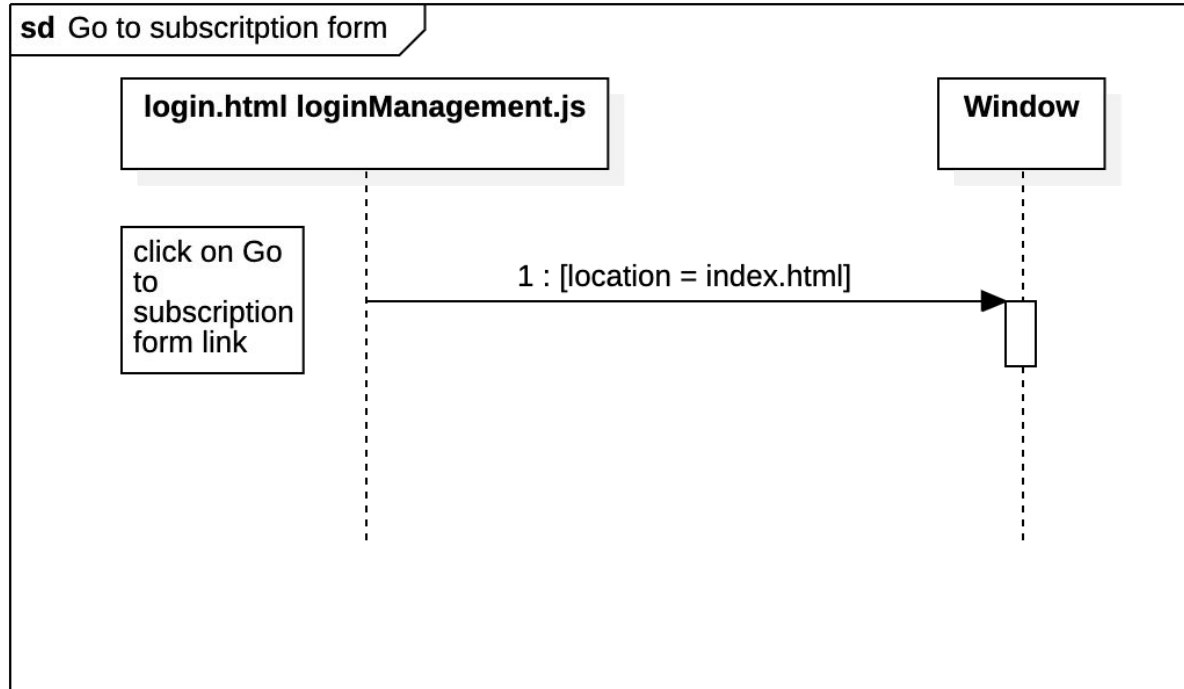 sd Go to subscritption form
login.html loginManagement.js
Window
click on Go
to
subscription
form link
1 : [location = index.html]